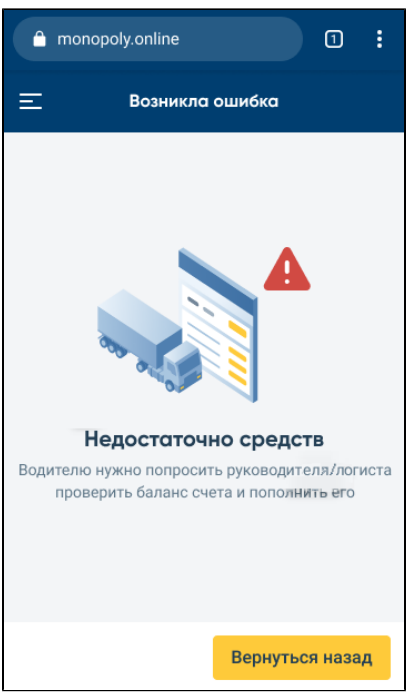 monopoly.online
1
Возникла ошибка
Недостаточно средств
Водителю нужно попросить руководителя/логиста
проверить баланс счета и пополнить его
Вернуться назад